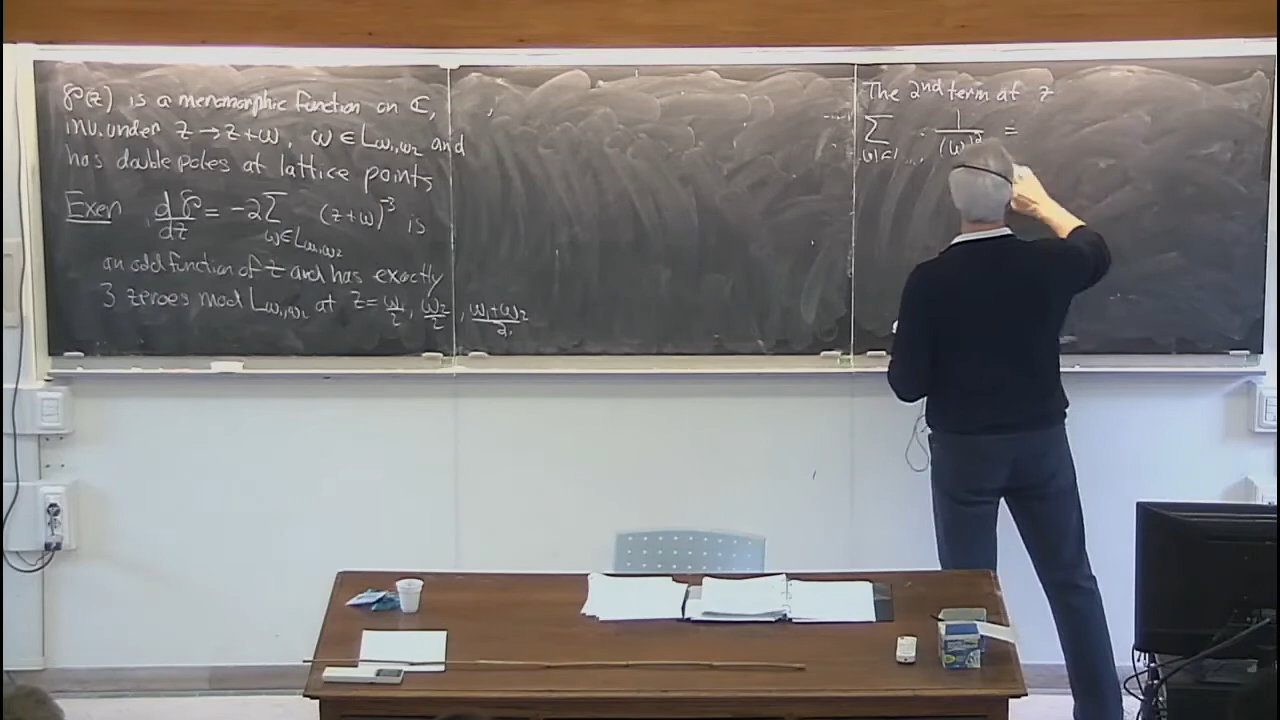 ℘(z) is a meromorphic function on ℂ,
inv. under z → z+ω, ω ∈ L_{ω₁,ω₂} and
has double poles at lattice points
Exer d℘/dz = -2 Σ_{ω∈L_{ω₁,ω₂}} (z+ω)^{-3} is
an odd function of z and has exactly
3 zeroes mod L_{ω₁,ω₂} at z = ω₁/2, ω₂/2, (ω₁+ω₂)/2
The 2nd term at z
Σ 1/(ω)² =